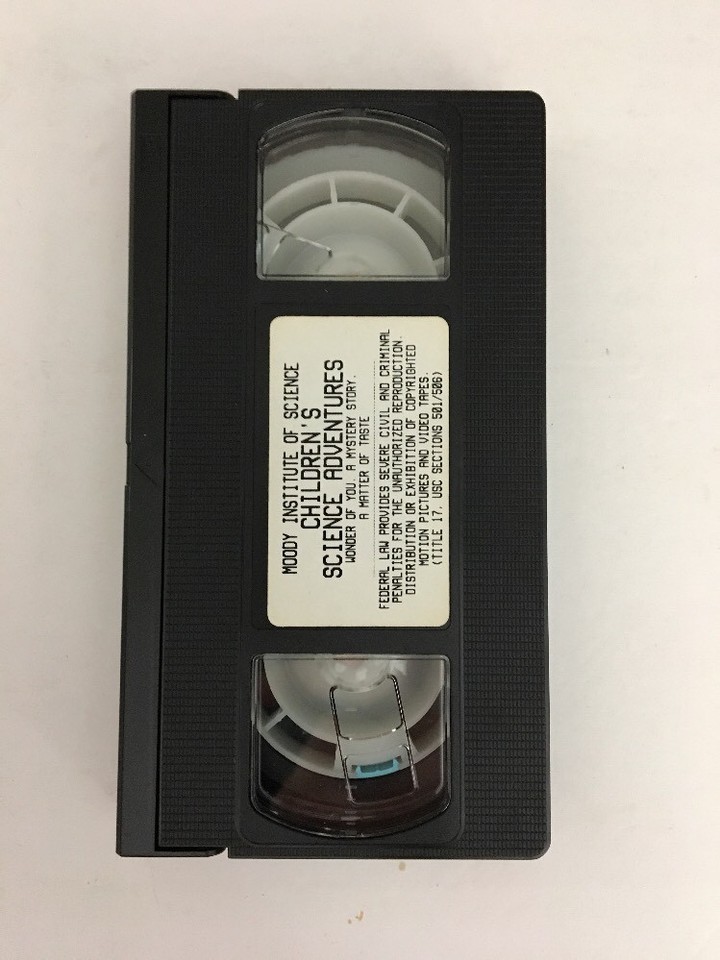 MOODY INSTITUTE OF SCIENCE
CHILDREN'S
SCIENCE ADVENTURES
WONDER OF YOU. A MYSTERY STORY.
A MATTER OF TASTE
FEDERAL LAW PROVIDES SEVERE CIVIL AND CRIMINAL
PENALTIES FOR THE UNAUTHORIZED REPRODUCTION.
DISTRIBUTION OR EXHIBITION OF COPYRIGHTED
MOTION PICTURES AND VIDEO TAPES.
(TITLE 17. USC SECTIONS 501/506)